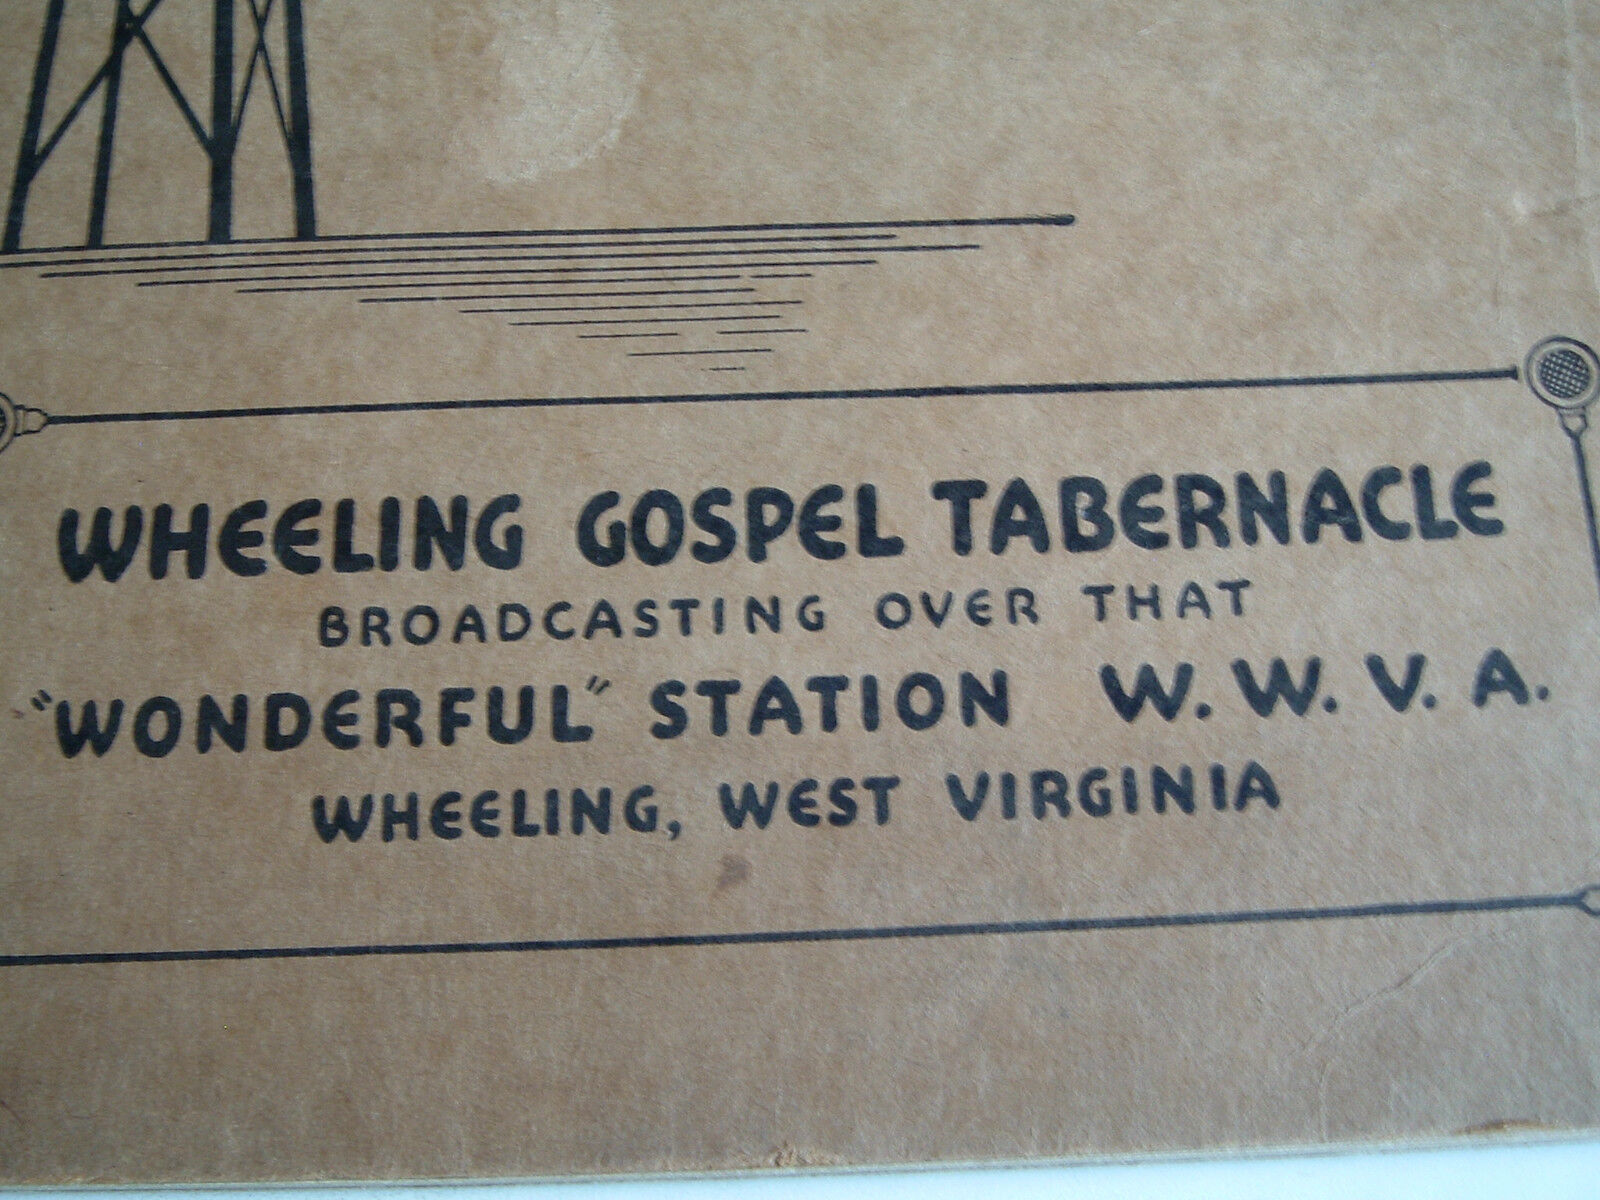 WHEELING GOSPEL TABERNACLE
BROADCASTING OVER THAT
"WONDERFUL" STATION W. W. V. A.
WHEELING, WEST VIRGINIA